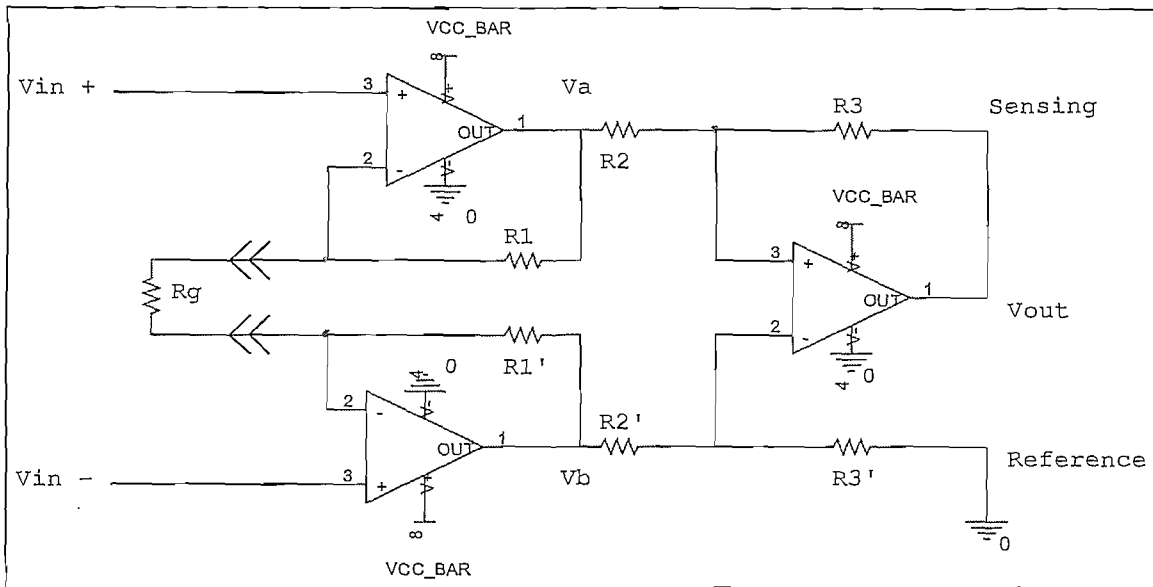 VCC_BAR
8
Vin +
3
+
V+
OUT
1
Va
2
-
V-
4
0
R2
R3
Sensing
VCC_BAR
8
R1
3
+
V+
OUT
1
Vout
2
-
V-
4
0
Rg
R1'
4
0
V-
2
-
OUT
1
R2'
Vin -
3
+
V+
Vb
R3'
Reference
8
0
VCC_BAR